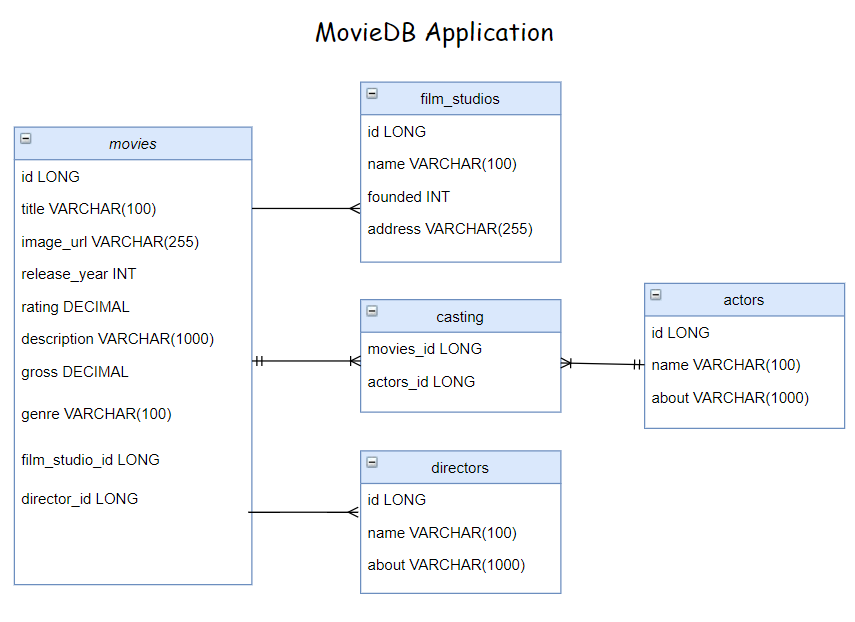 MovieDB Application
movies
id LONG
title VARCHAR(100)
image_url VARCHAR(255)
release_year INT
rating DECIMAL
description VARCHAR(1000)
gross DECIMAL
genre VARCHAR(100)
film_studio_id LONG
director_id LONG
film_studios
id LONG
name VARCHAR(100)
founded INT
address VARCHAR(255)
casting
movies_id LONG
actors_id LONG
directors
id LONG
name VARCHAR(100)
about VARCHAR(1000)
actors
id LONG
name VARCHAR(100)
about VARCHAR(1000)